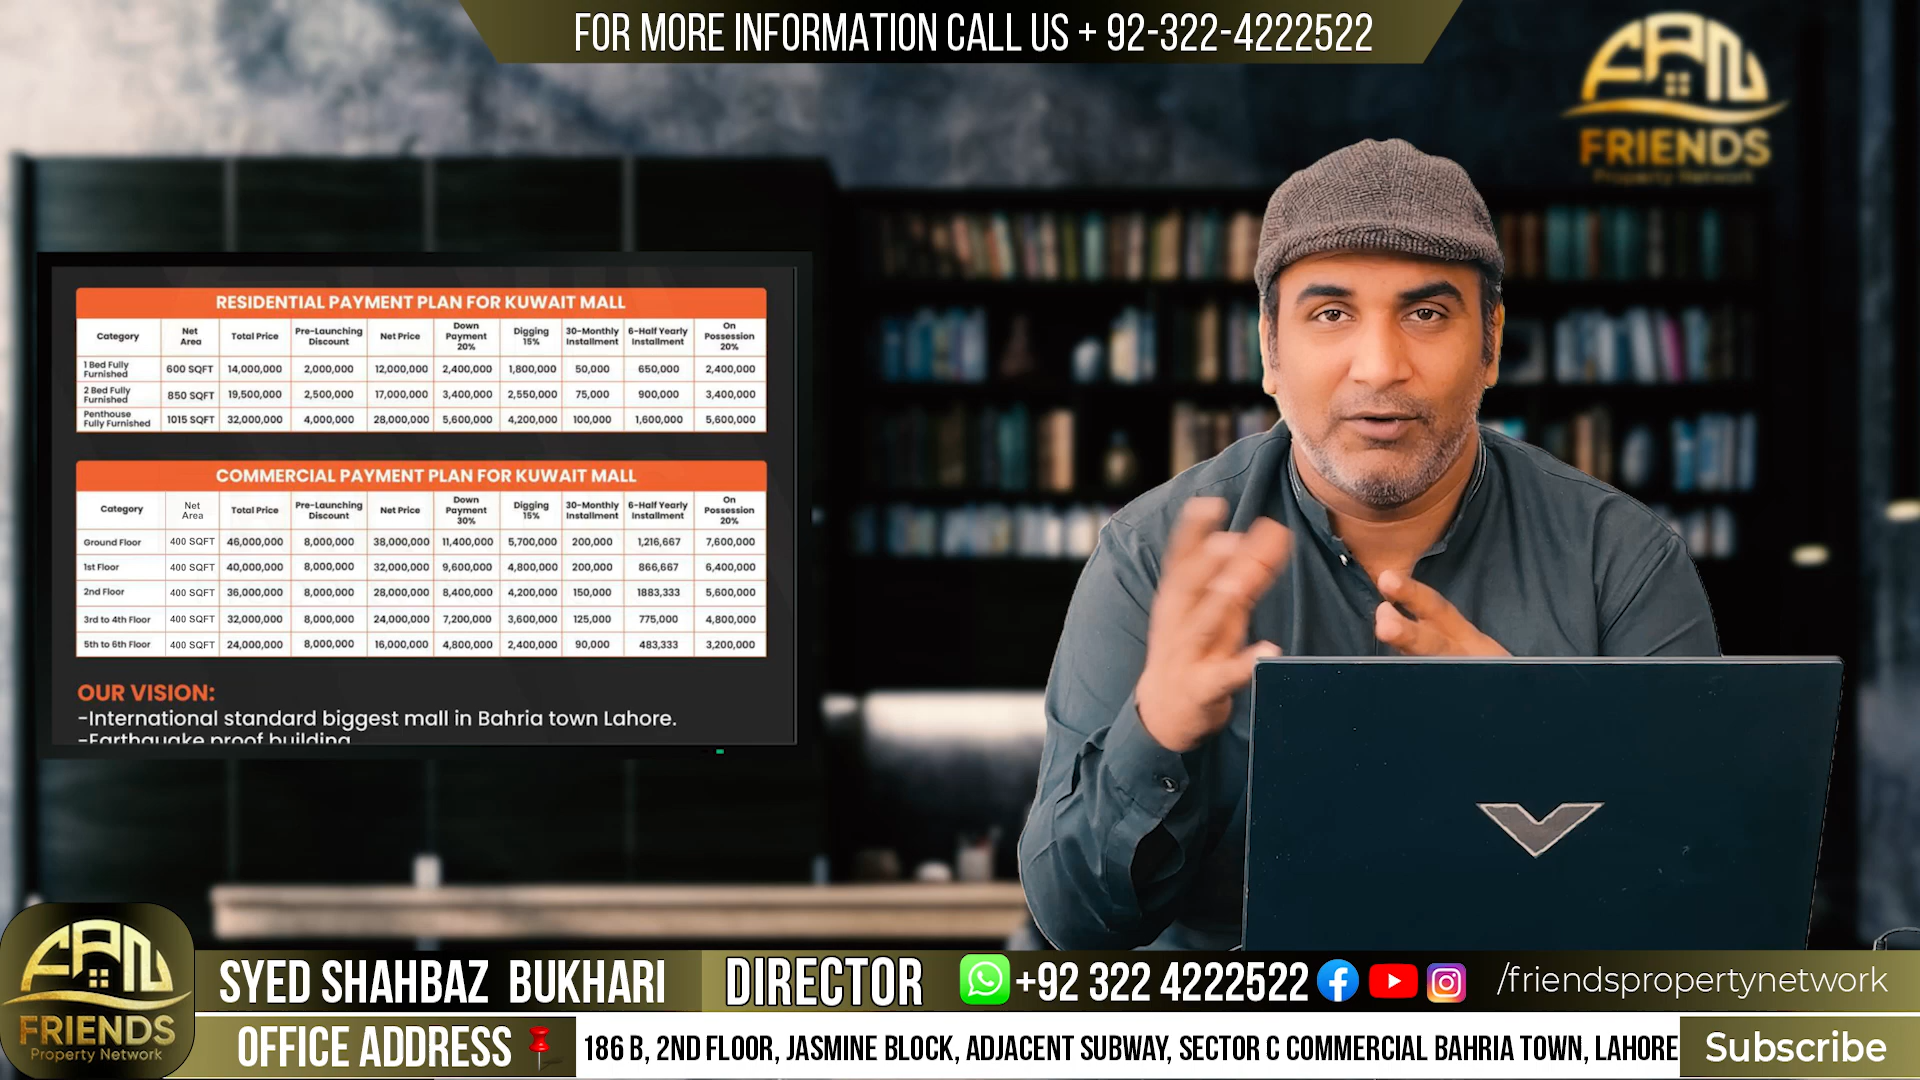 FOR MORE INFORMATION CALL US + 92-322-4222522
FRIENDS
Property Network
RESIDENTIAL PAYMENT PLAN FOR KUWAIT MALL
Category Net Area Total Price Pre-Launching Discount Net Price Down Payment 20% Digging 15% 30-Monthly Installment 6-Half Yearly Installment On Possession 20%
1 Bed Fully Furnished 600 SQFT 14,000,000 2,000,000 12,000,000 2,400,000 1,800,000 50,000 650,000 2,400,000
2 Bed Fully Furnished 850 SQFT 19,500,000 2,500,000 17,000,000 3,400,000 2,550,000 75,000 900,000 3,400,000
Penthouse Fully Furnished 1015 SQFT 32,000,000 4,000,000 28,000,000 5,600,000 4,200,000 100,000 1,600,000 5,600,000
COMMERCIAL PAYMENT PLAN FOR KUWAIT MALL
Category Net Area Total Price Pre-Launching Discount Net Price Down Payment 30% Digging 15% 30-Monthly Installment 6-Half Yearly Installment On Possession 20%
Ground Floor 400 SQFT 46,000,000 8,000,000 38,000,000 11,400,000 5,700,000 200,000 1,216,667 7,600,000
1st Floor 400 SQFT 40,000,000 8,000,000 32,000,000 9,600,000 4,800,000 200,000 866,667 6,400,000
2nd Floor 400 SQFT 36,000,000 8,000,000 28,000,000 8,400,000 4,200,000 150,000 1883,333 5,600,000
3rd to 4th Floor 400 SQFT 32,000,000 8,000,000 24,000,000 7,200,000 3,600,000 125,000 775,000 4,800,000
5th to 6th Floor 400 SQFT 24,000,000 8,000,000 16,000,000 4,800,000 2,400,000 90,000 483,333 3,200,000
OUR VISION:
-International standard biggest mall in Bahria town Lahore.
-Earthquake proof building
FRIENDS
Property Network
SYED SHAHBAZ BUKHARI DIRECTOR +92 322 4222522 /friendspropertynetwork
OFFICE ADDRESS 186 B, 2ND FLOOR, JASMINE BLOCK, ADJACENT SUBWAY, SECTOR C COMMERCIAL BAHRIA TOWN, LAHORE
Subscribe